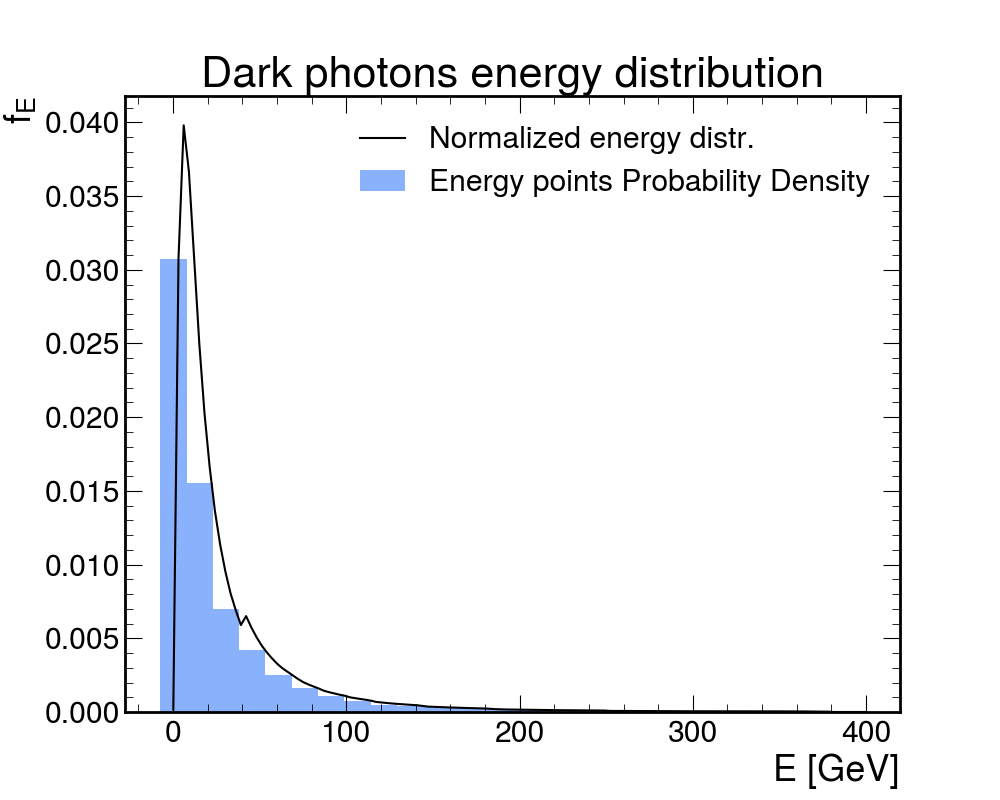 Dark photons energy distribution
f_E
Normalized energy distr.
Energy points Probability Density
0.040
0.035
0.030
0.025
0.020
0.015
0.010
0.005
0.000
0 100 200 300 400
E [GeV]